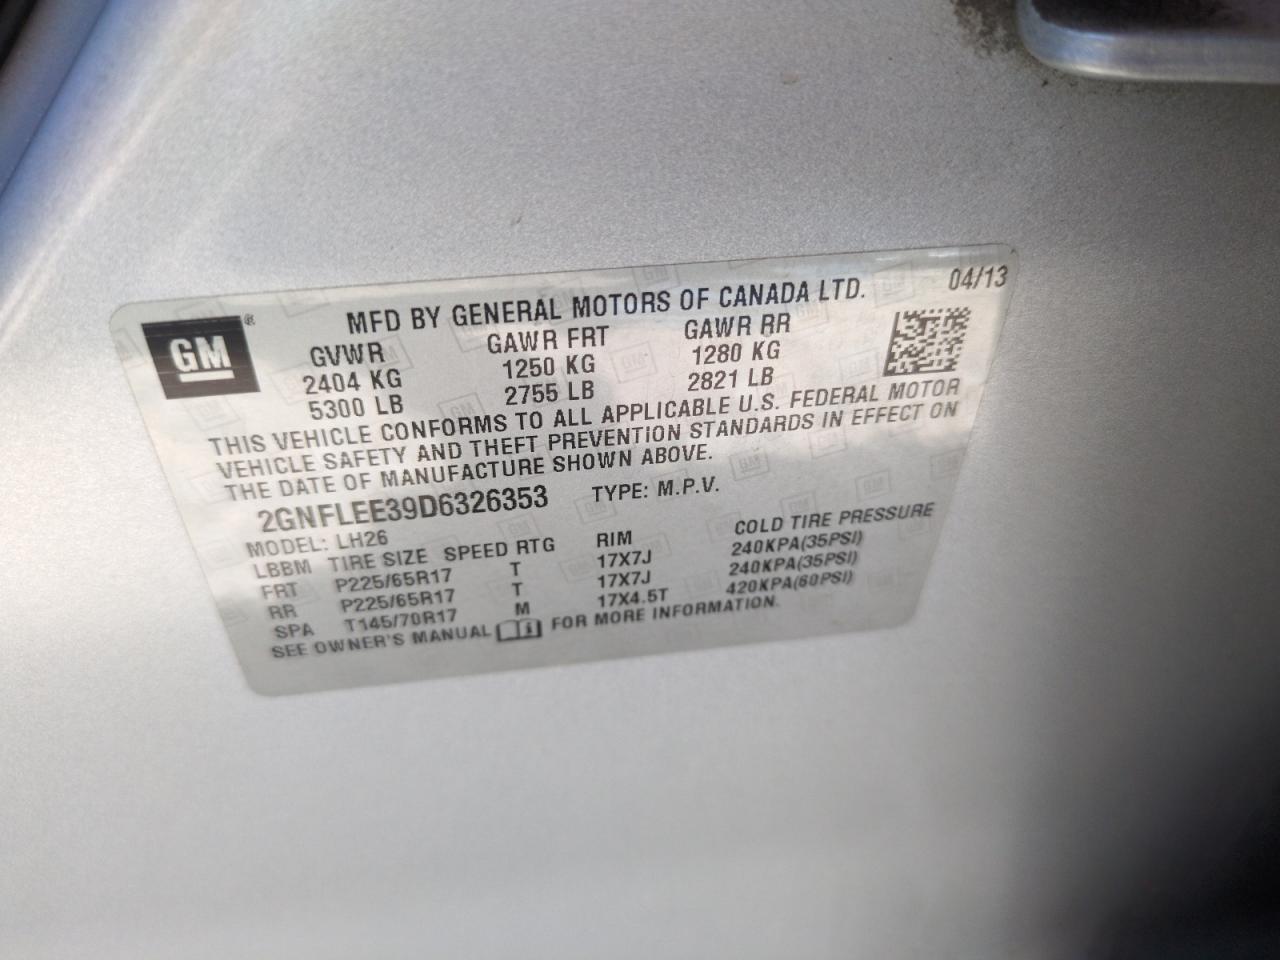 GM ®
MFD BY GENERAL MOTORS OF CANADA LTD. 04/13
GVWR GAWR FRT GAWR RR
2404 KG 1250 KG 1280 KG
5300 LB 2755 LB 2821 LB
THIS VEHICLE CONFORMS TO ALL APPLICABLE U.S. FEDERAL MOTOR
VEHICLE SAFETY AND THEFT PREVENTION STANDARDS IN EFFECT ON
THE DATE OF MANUFACTURE SHOWN ABOVE.
2GNFLEE39D6326353 TYPE: M.P.V.
MODEL: LH26
LBBM TIRE SIZE SPEED RTG RIM COLD TIRE PRESSURE
FRT P225/65R17 T 17X7J 240KPA(35PSI)
RR P225/65R17 T 17X7J 240KPA(35PSI)
SPA T145/70R17 M 17X4.5T 420KPA(60PSI)
SEE OWNER'S MANUAL FOR MORE INFORMATION.